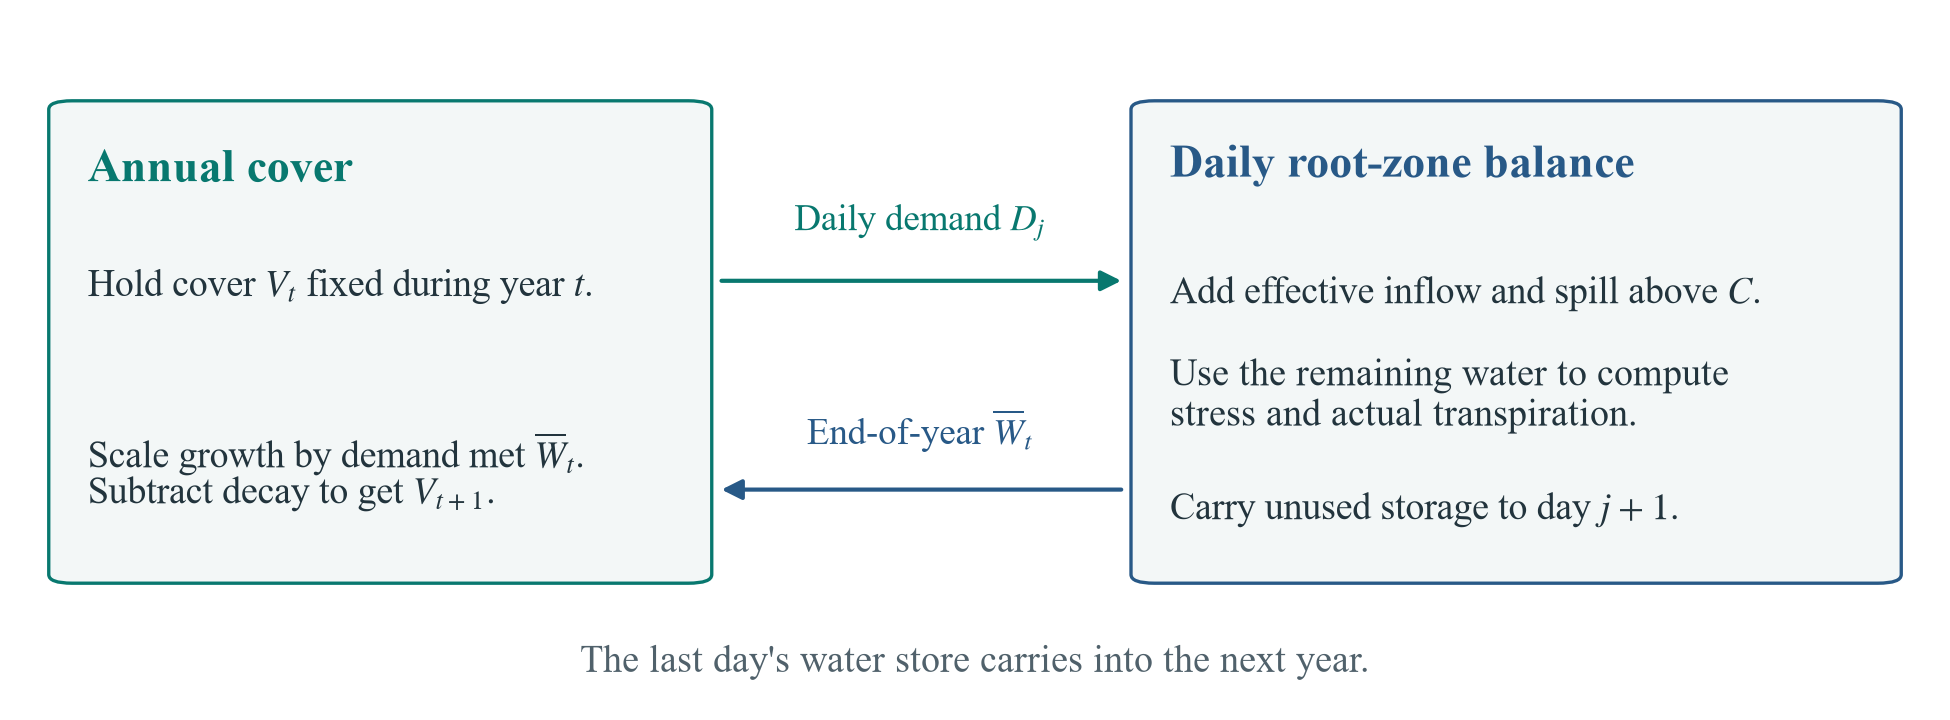 Annual cover
Hold cover $V_t$ fixed during year $t$.
Scale growth by demand met $\overline{W}_t$.
Subtract decay to get $V_{t+1}$.
Daily demand $D_j$
End-of-year $\overline{W}_t$
Daily root-zone balance
Add effective inflow and spill above $C$.
Use the remaining water to compute
stress and actual transpiration.
Carry unused storage to day $j + 1$.
The last day's water store carries into the next year.